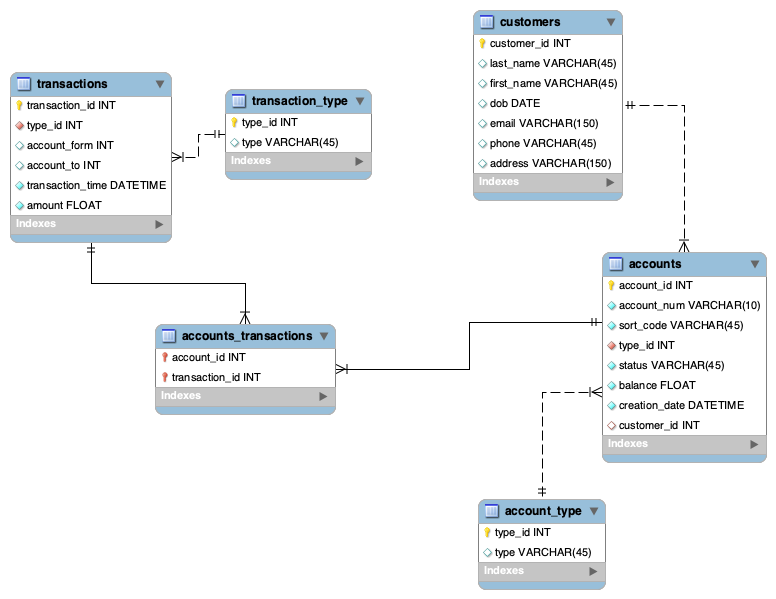 customers
customer_id INT
last_name VARCHAR(45)
first_name VARCHAR(45)
dob DATE
email VARCHAR(150)
phone VARCHAR(45)
address VARCHAR(150)
Indexes
transactions
transaction_id INT
type_id INT
account_form INT
account_to INT
transaction_time DATETIME
amount FLOAT
Indexes
transaction_type
type_id INT
type VARCHAR(45)
Indexes
accounts
account_id INT
account_num VARCHAR(10)
sort_code VARCHAR(45)
type_id INT
status VARCHAR(45)
balance FLOAT
creation_date DATETIME
customer_id INT
Indexes
accounts_transactions
account_id INT
transaction_id INT
Indexes
account_type
type_id INT
type VARCHAR(45)
Indexes